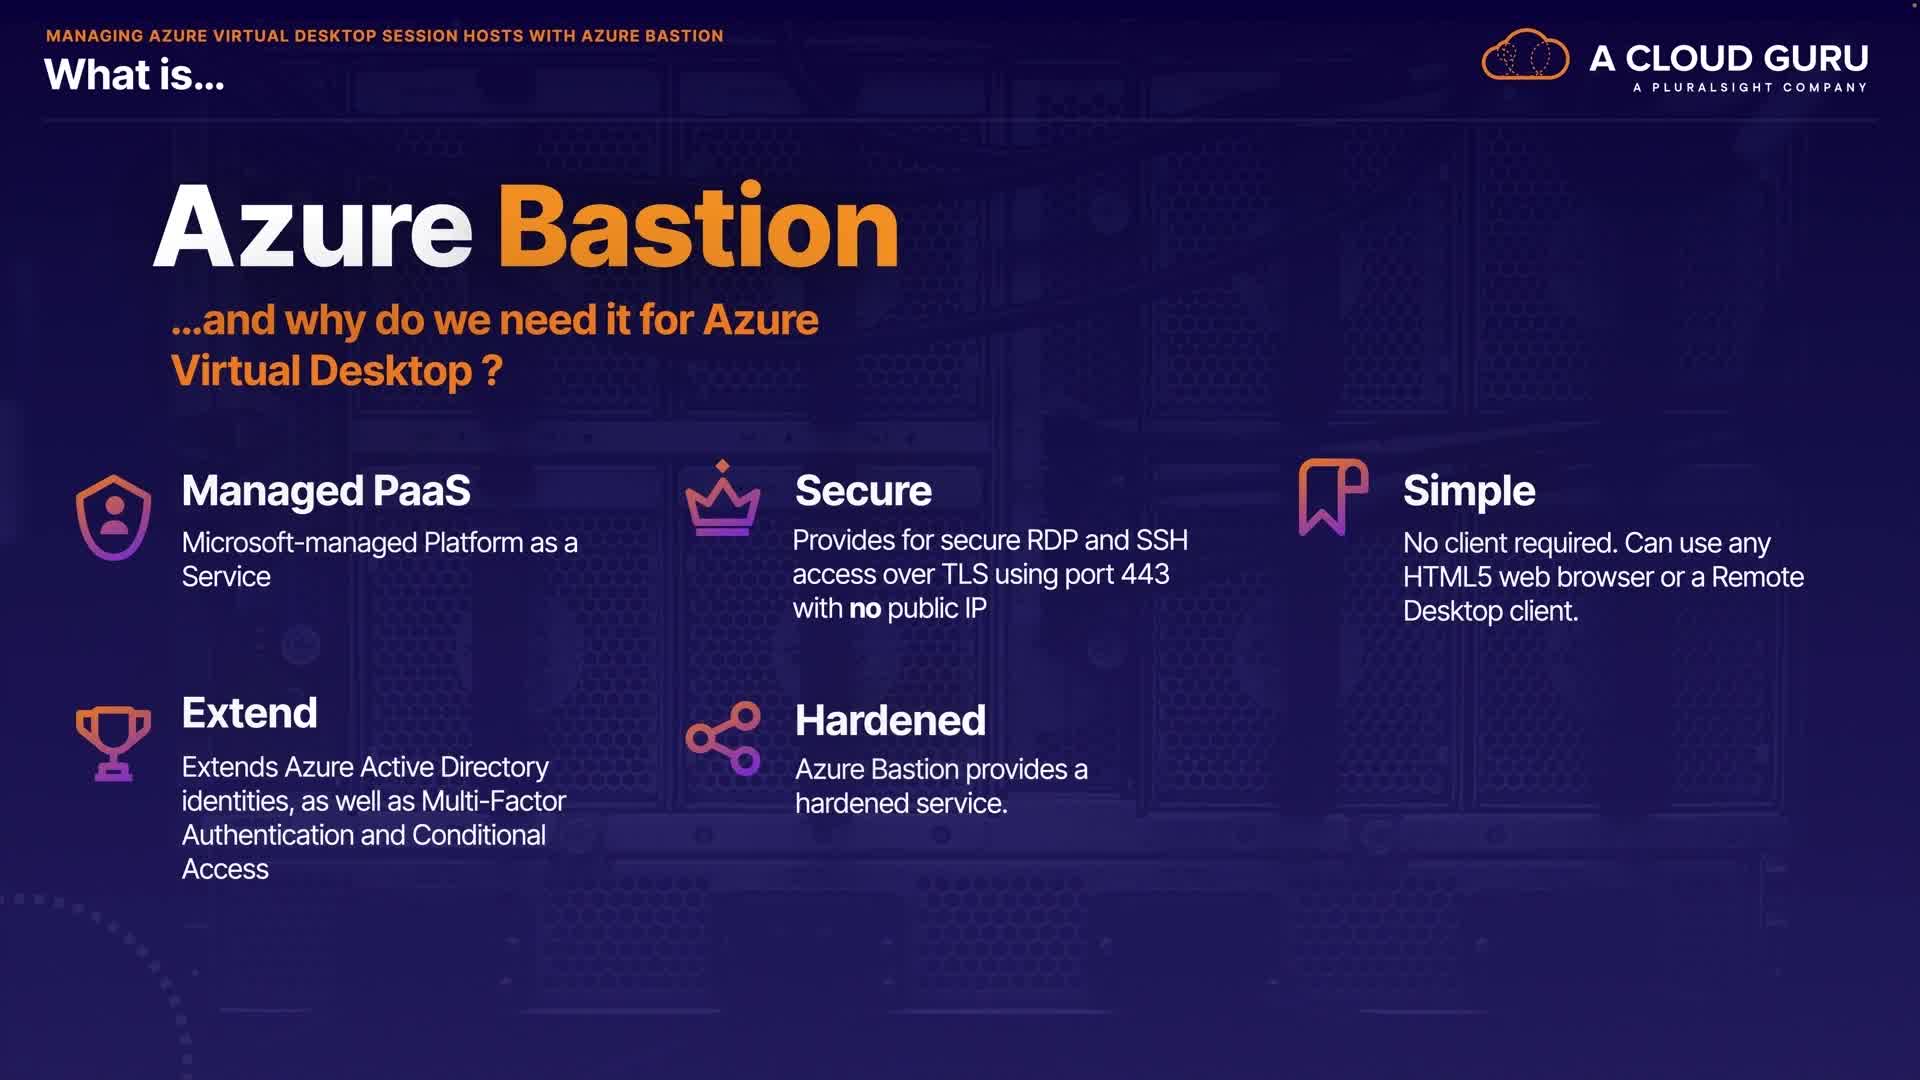 MANAGING AZURE VIRTUAL DESKTOP SESSION HOSTS WITH AZURE BASTION
What is...
A CLOUD GURU
A PLURALSIGHT COMPANY
Azure Bastion
...and why do we need it for Azure
Virtual Desktop ?
Managed PaaS
Microsoft-managed Platform as a
Service
Secure
Provides for secure RDP and SSH
access over TLS using port 443
with no public IP
Simple
No client required. Can use any
HTML5 web browser or a Remote
Desktop client.
Extend
Extends Azure Active Directory
identities, as well as Multi-Factor
Authentication and Conditional
Access
Hardened
Azure Bastion provides a
hardened service.